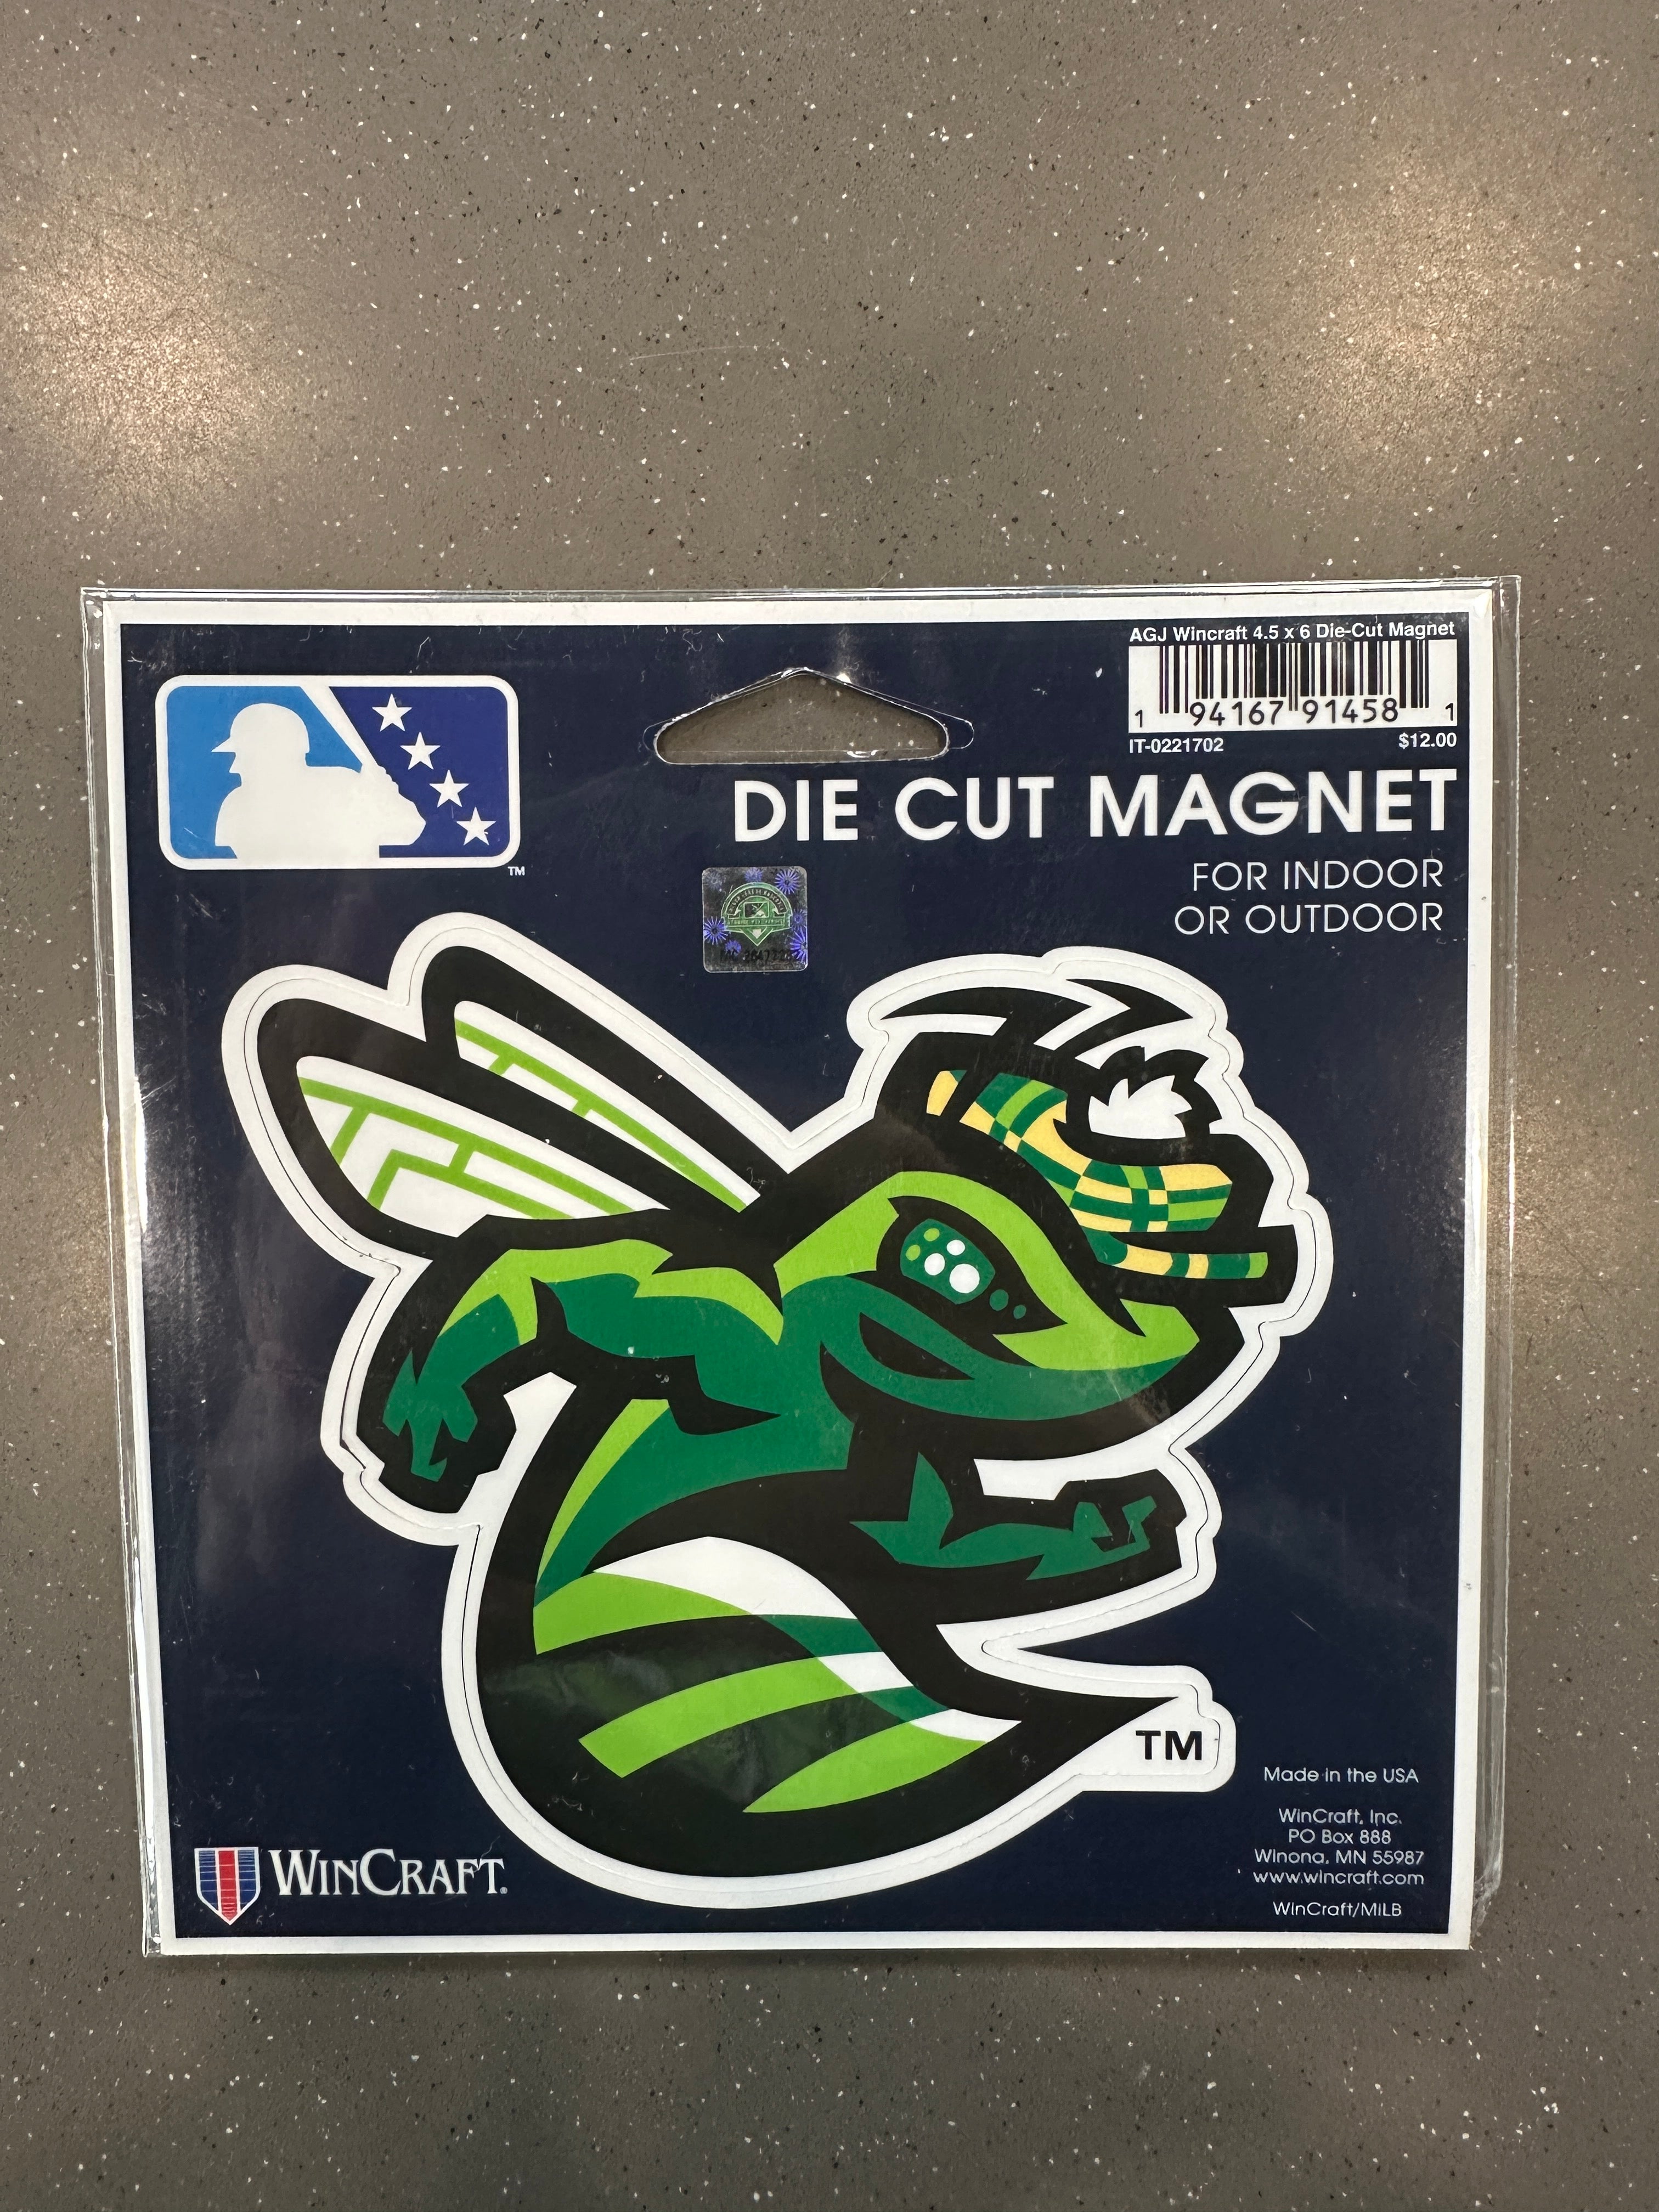 AGJ Wincraft 4.5 x 6 Die-Cut Magnet
1 94167 91458 1
IT-0221702 $12.00
TM
DIE CUT MAGNET
FOR INDOOR
OR OUTDOOR
TM
Made in the USA
WinCraft, Inc.
PO Box 888
Winona, MN 55987
www.wincraft.com
WinCraft/MiLB
WINCRAFT.